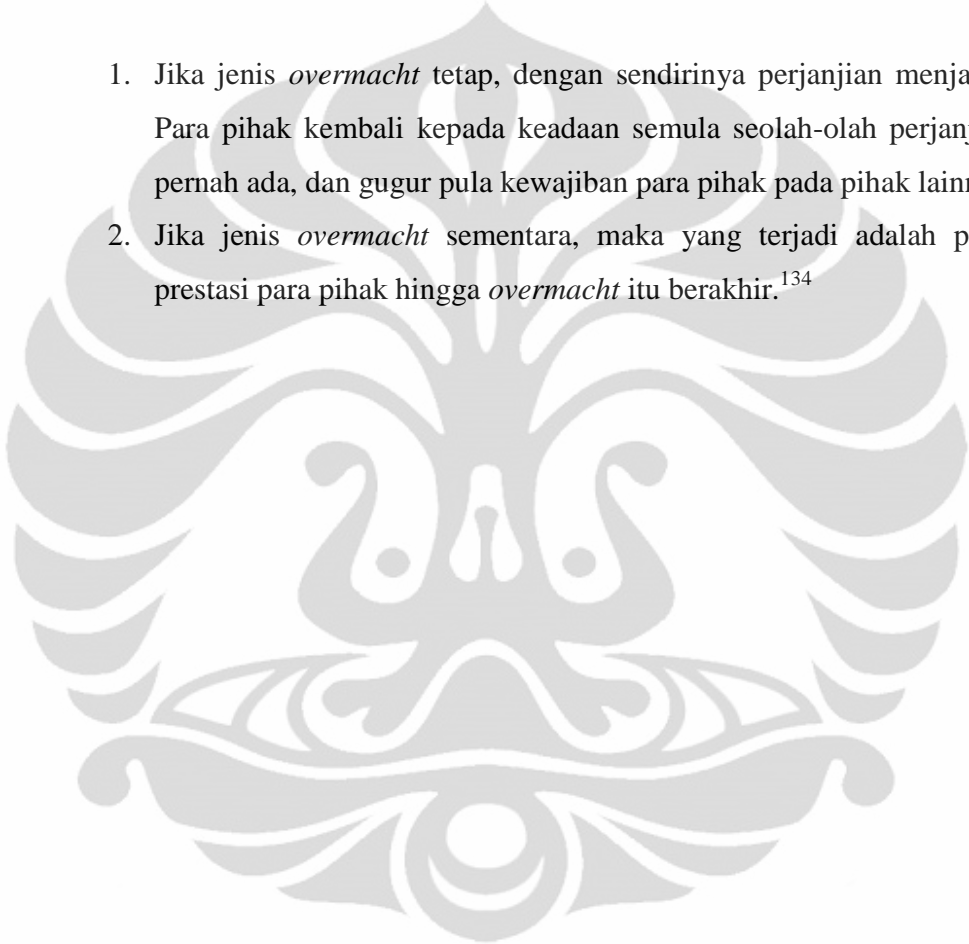 1. Jika jenis overmacht tetap, dengan sendirinya perjanjian menja
Para pihak kembali kepada keadaan semula seolah-olah perjanj
pernah ada, dan gugur pula kewajiban para pihak pada pihak lainn
2. Jika jenis overmacht sementara, maka yang terjadi adalah p
prestasi para pihak hingga overmacht itu berakhir.134